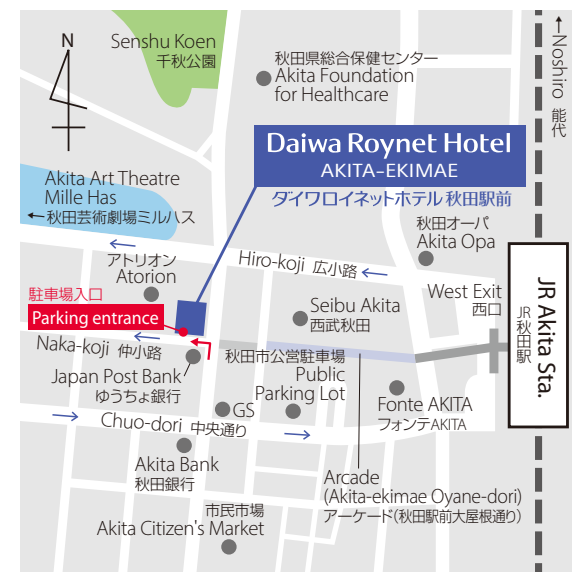 N
Senshu Koen
千秋公園
秋田県総合保健センター
Akita Foundation
for Healthcare
←Noshiro 能代
Daiwa Roynet Hotel
AKITA-EKIMAE
ダイワロイネットホテル 秋田駅前
Akita Art Theatre
Mille Has
←秋田芸術劇場ミルハス
秋田オーパ
Akita Opa
アトリオン
Atorion
Hiro-koji 広小路
駐車場入口
Parking entrance
Seibu Akita
西武秋田
West Exit
西口
JR Akita Sta.
JR秋田駅
Naka-koji 仲小路
秋田市公営駐車場
Public
Parking Lot
Japan Post Bank
ゆうちょ銀行
GS
Fonte AKITA
フォンテAKITA
Chuo-dori 中央通り
Akita Bank
秋田銀行
Arcade
(Akita-ekimae Oyane-dori)
アーケード(秋田駅前大屋根通り)
市民市場
Akita Citizen's Market